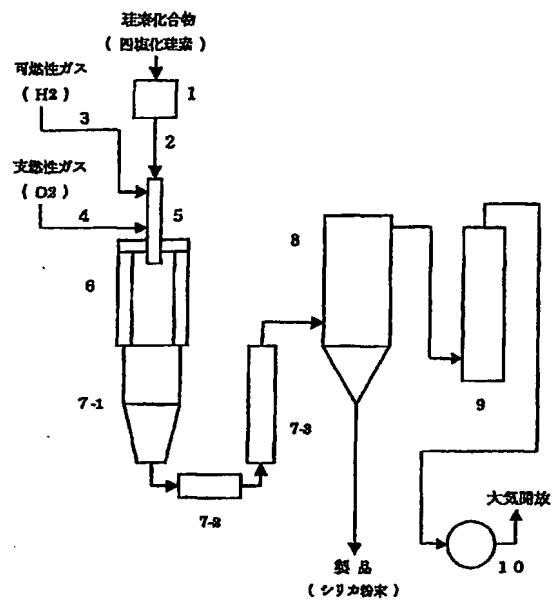 珪素化合物
(四塩化珪素)
可燃性ガス
(H2)
1
3
2
支燃性ガス
(O2)
4
5
8
6
7-1
7-3
9
7-2
大気開放
10
製品
(シリカ粉末)